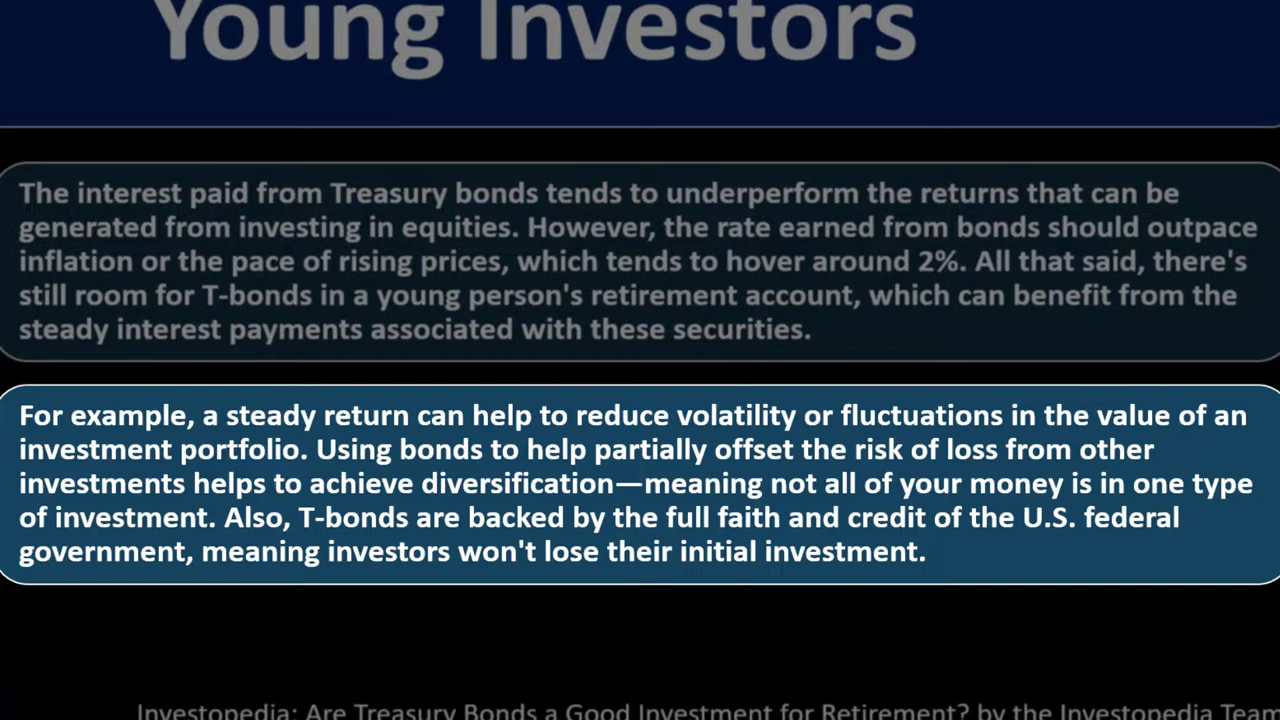 Young Investors
The interest paid from Treasury bonds tends to underperform the returns that can be
generated from investing in equities. However, the rate earned from bonds should outpace
inflation or the pace of rising prices, which tends to hover around 2%. All that said, there's
still room for T-bonds in a young person's retirement account, which can benefit from the
steady interest payments associated with these securities.
For example, a steady return can help to reduce volatility or fluctuations in the value of an
investment portfolio. Using bonds to help partially offset the risk of loss from other
investments helps to achieve diversification—meaning not all of your money is in one type
of investment. Also, T-bonds are backed by the full faith and credit of the U.S. federal
government, meaning investors won't lose their initial investment.
Investopedia: Are Treasury Bonds a Good Investment for Retirement? by the Investopedia Team